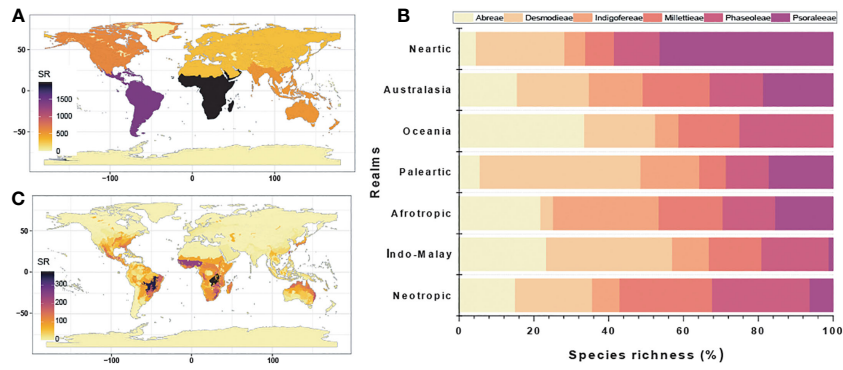 A
50
0
−50
SR
1500
1000
500
0
−100
0
100
C
50
0
−50
SR
300
200
100
0
−100
0
100
B
Abreae Desmodieae Indigofereae Millettieae Phaseoleae Psoraleeae
Realms
Neartic
Australasia
Oceania
Paleartic
Afrotropic
Indo-Malay
Neotropic
0 20 40 60 80 100
Species richness (%)